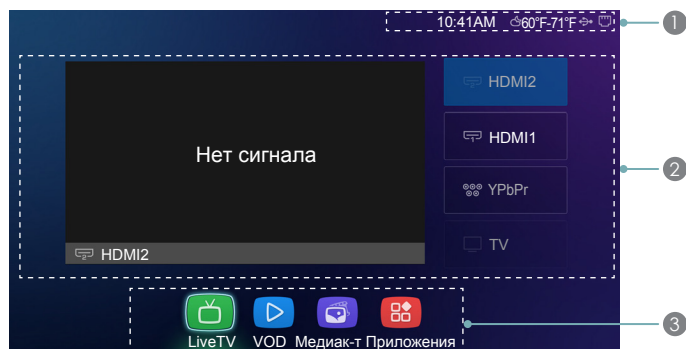 10:41AM 60°F-71°F
1
HDMI2
HDMI1
Нет сигнала
2
YPbPr
TV
HDMI2
3
LiveTV VOD Медиак-т Приложения